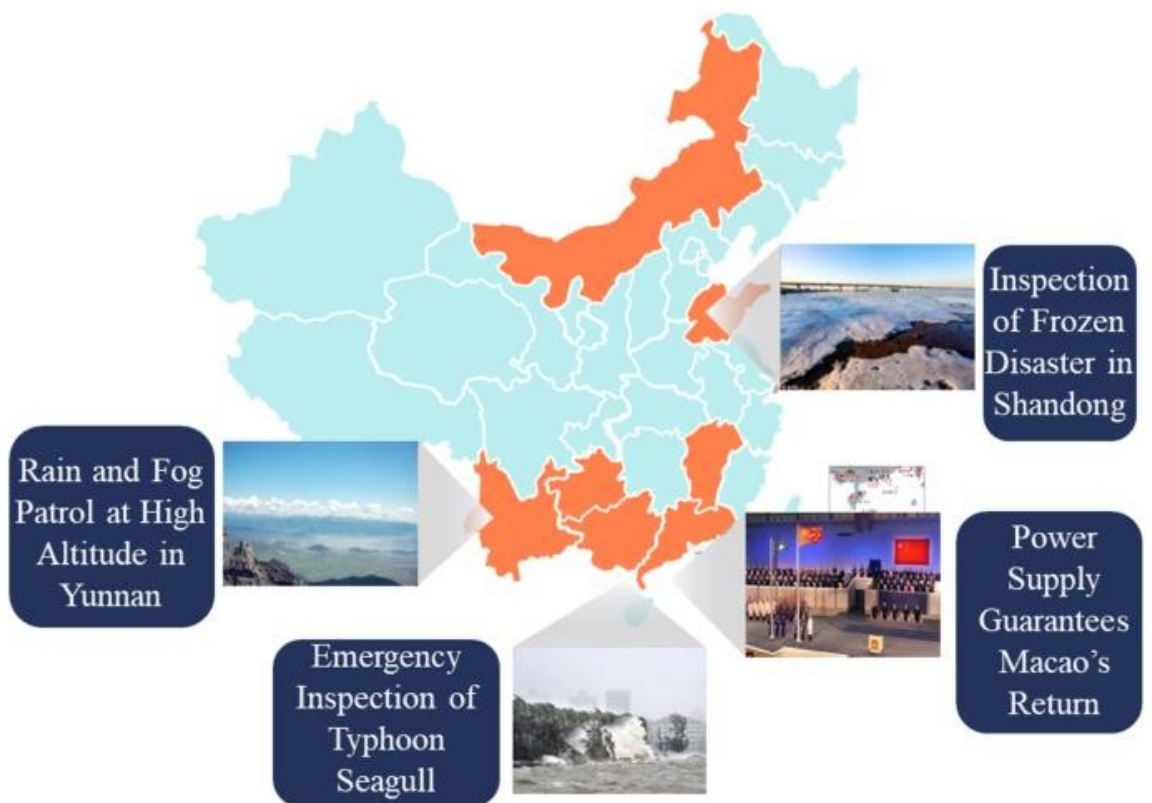 Inspection
of Frozen
Disaster in
Shandong
Rain and Fog
Patrol at High
Altitude in
Yunnan
Power
Supply
Guarantees
Macao’s
Return
Emergency
Inspection of
Typhoon
Seagull